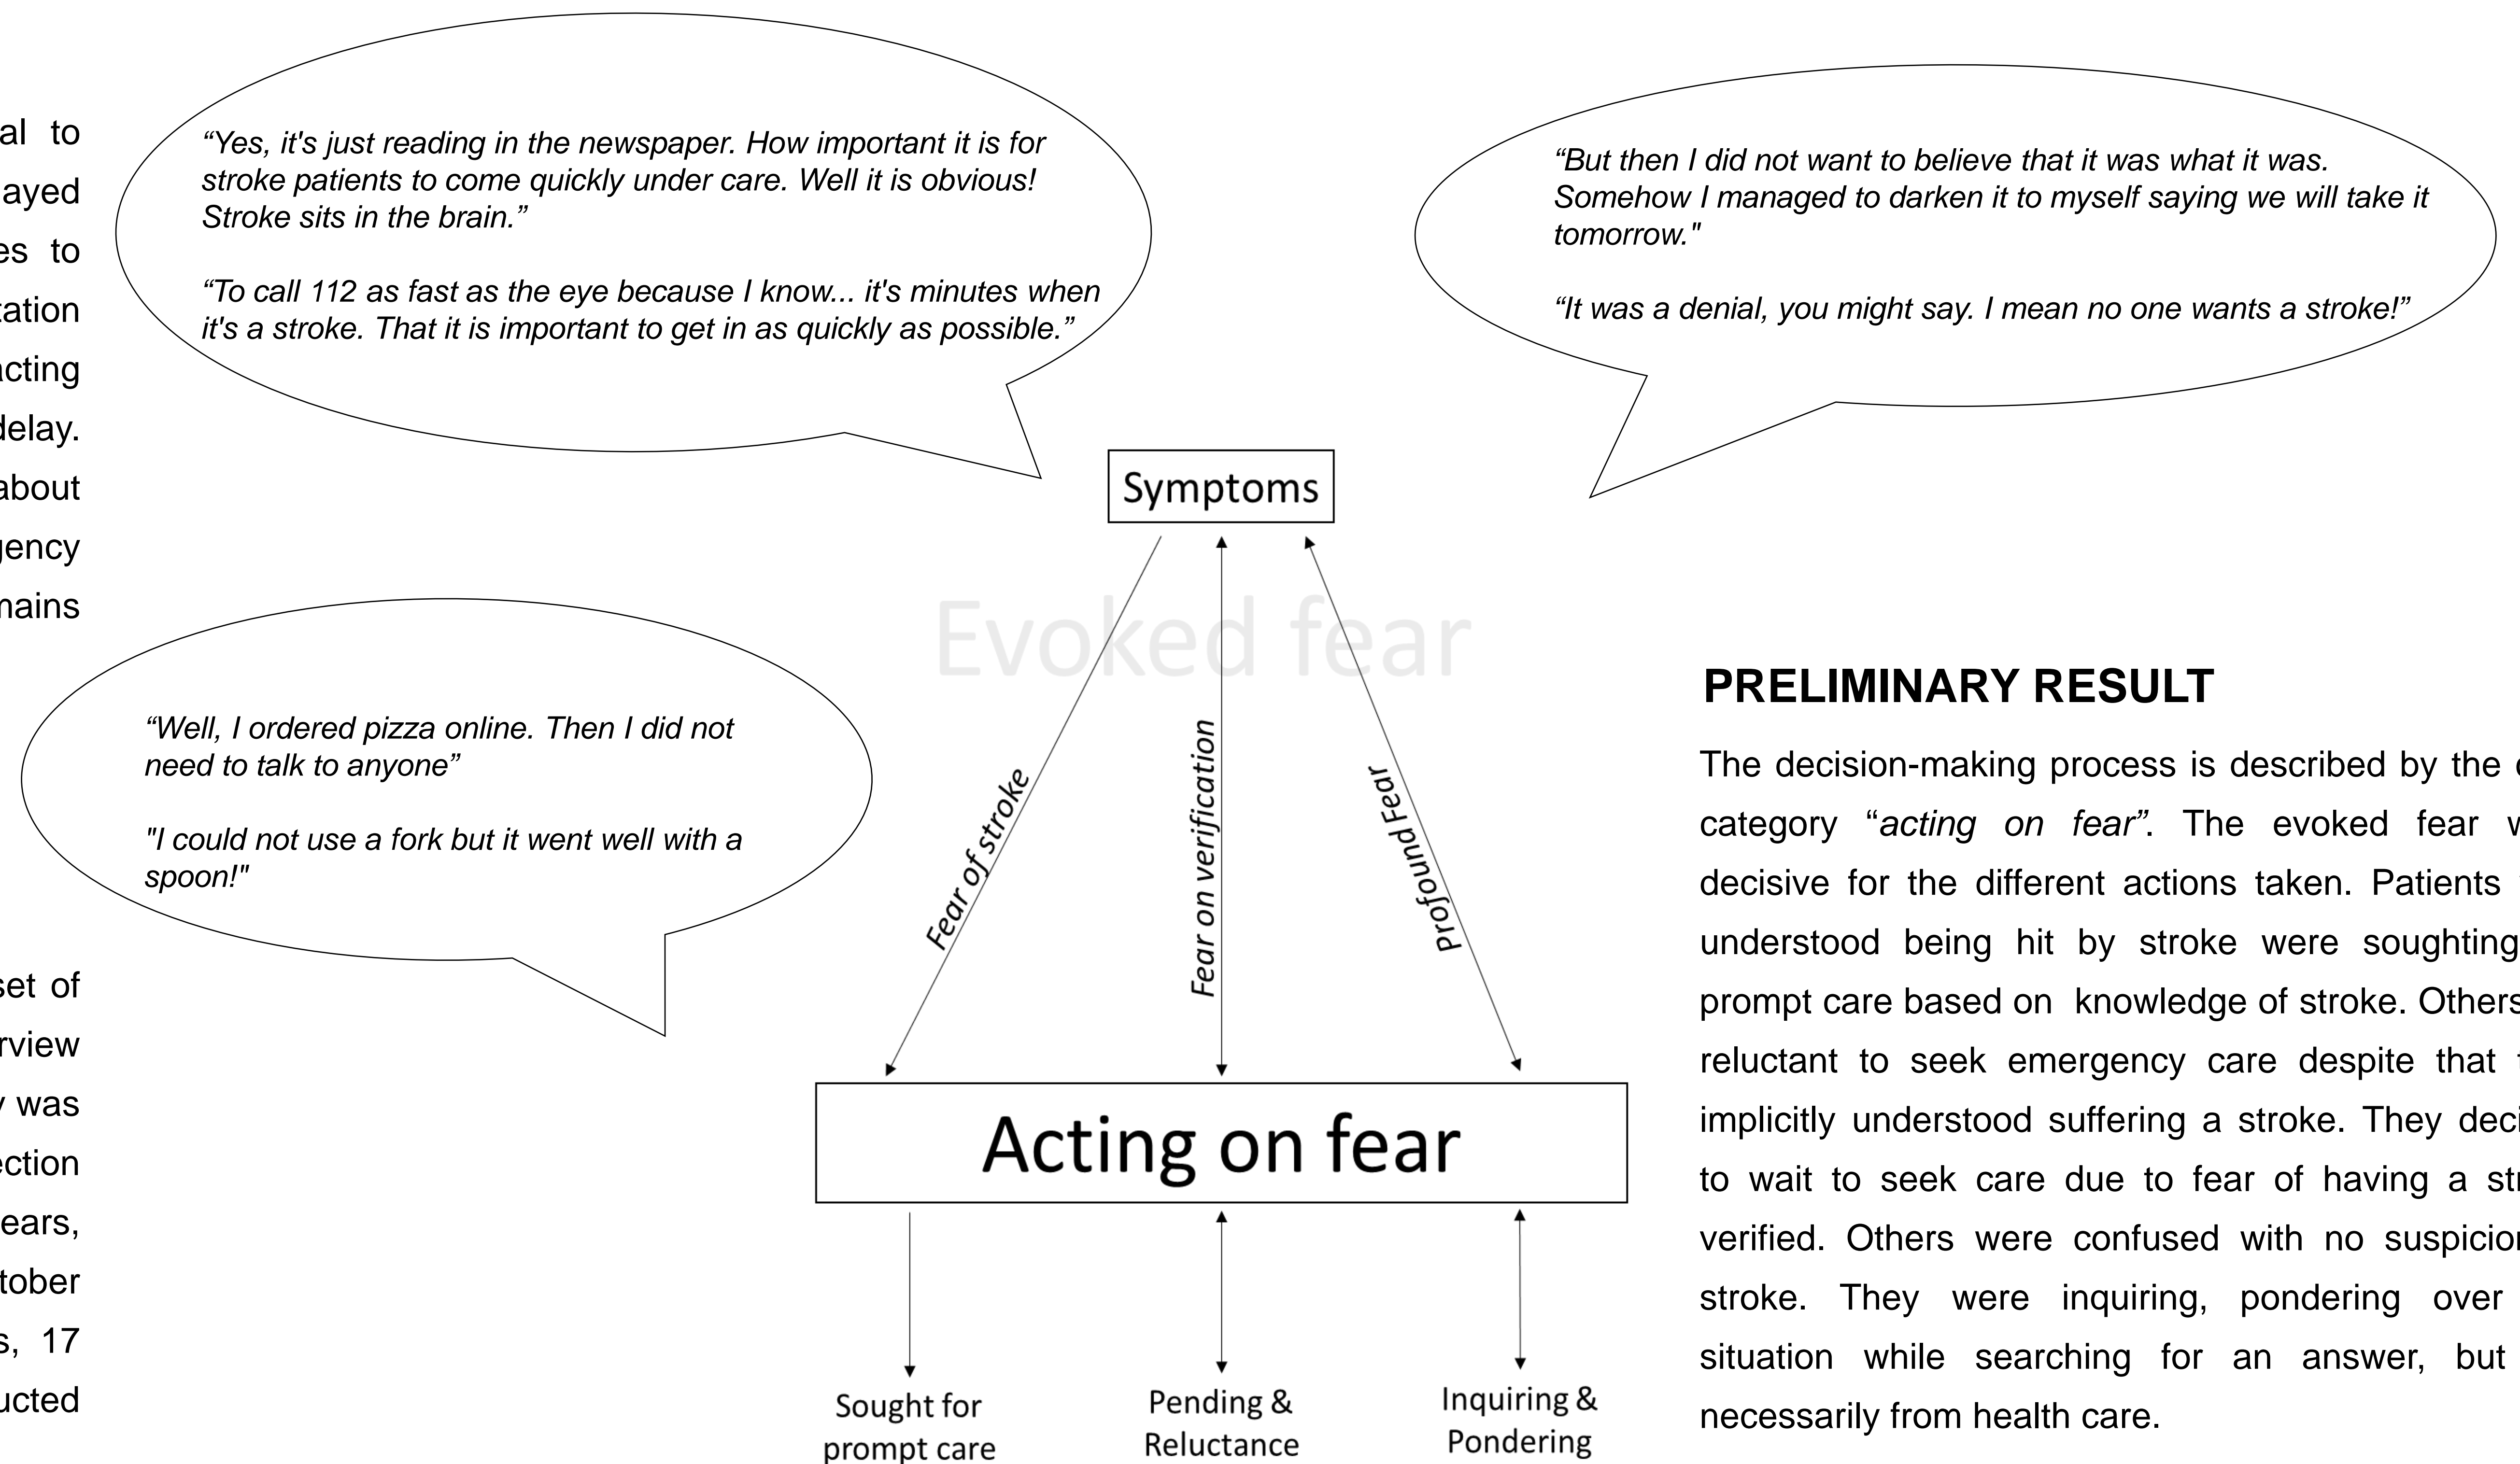 al to
ayed
es to
tation
acting
delay.
about
gency
mains
set of
rview
y was
ection
ears,
tober
s, 17
ucted
“Yes, it's just reading in the newspaper. How important it is for
stroke patients to come quickly under care. Well it is obvious!
Stroke sits in the brain.”
“To call 112 as fast as the eye because I know... it's minutes when
it's a stroke. That it is important to get in as quickly as possible.”
“But then I did not want to believe that it was what it was.
Somehow I managed to darken it to myself saying we will take it
tomorrow."
“It was a denial, you might say. I mean no one wants a stroke!”
“Well, I ordered pizza online. Then I did not
need to talk to anyone”
"I could not use a fork but it went well with a
spoon!"
Symptoms
Evoked fear
Fear of stroke
Fear on verification
Profound Fear
Acting on fear
Sought for
prompt care
Pending &
Reluctance
Inquiring &
Pondering
PRELIMINARY RESULT
The decision-making process is described by the
category “acting on fear”. The evoked fear w
decisive for the different actions taken. Patients
understood being hit by stroke were soughting
prompt care based on knowledge of stroke. Others
reluctant to seek emergency care despite that t
implicitly understood suffering a stroke. They deci
to wait to seek care due to fear of having a str
verified. Others were confused with no suspicion
stroke. They were inquiring, pondering over
situation while searching for an answer, but
necessarily from health care.